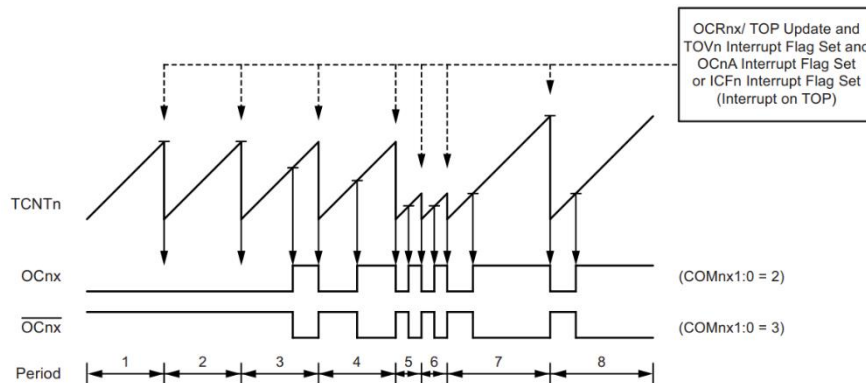 OCRnx/ TOP Update and
TOVn Interrupt Flag Set and
OCnA Interrupt Flag Set
or ICFn Interrupt Flag Set
(Interrupt on TOP)
TCNTn
OCnx (COMnx1:0 = 2)
OCnx (COMnx1:0 = 3)
Period 1 2 3 4 5 6 7 8